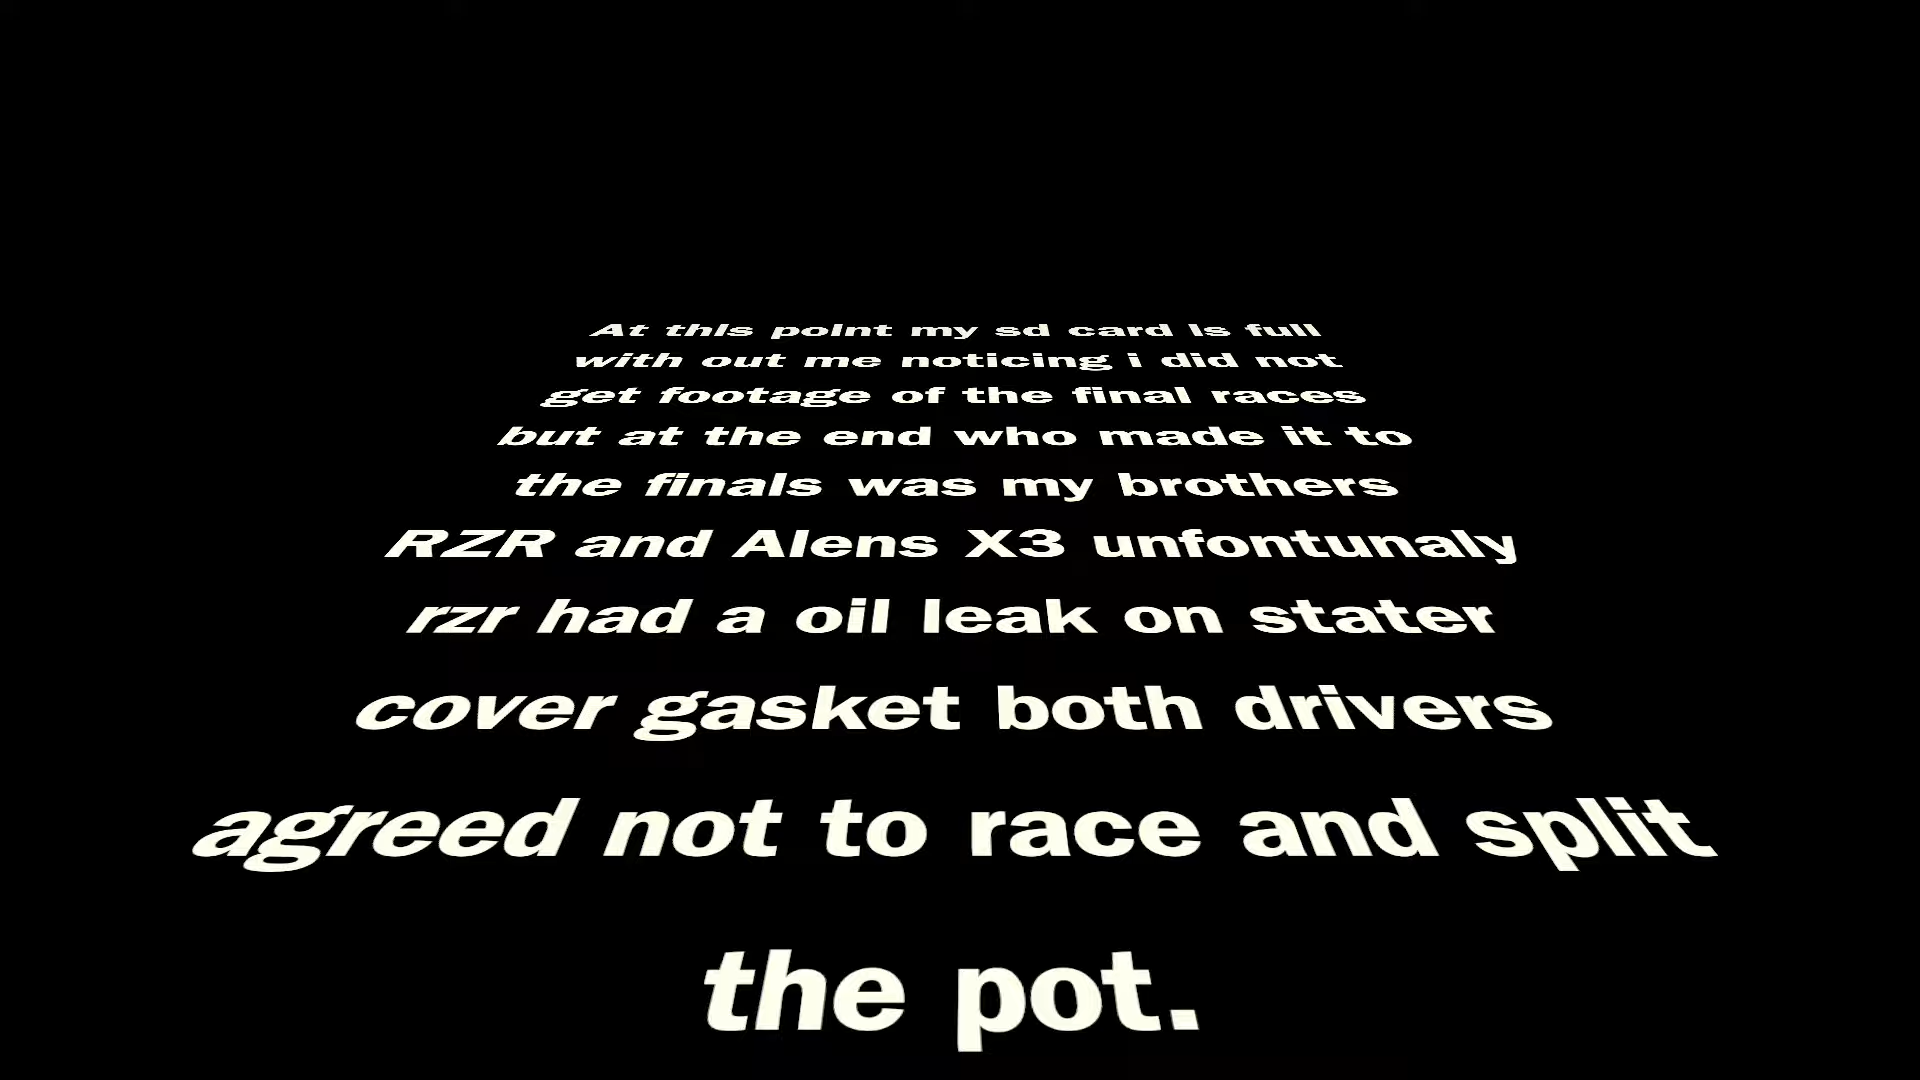 At this point my sd card is full
with out me noticing i did not
get footage of the final races
but at the end who made it to
the finals was my brothers
RZR and Alens X3 unfontunaly
rzr had a oil leak on stater
cover gasket both drivers
agreed not to race and split
the pot.